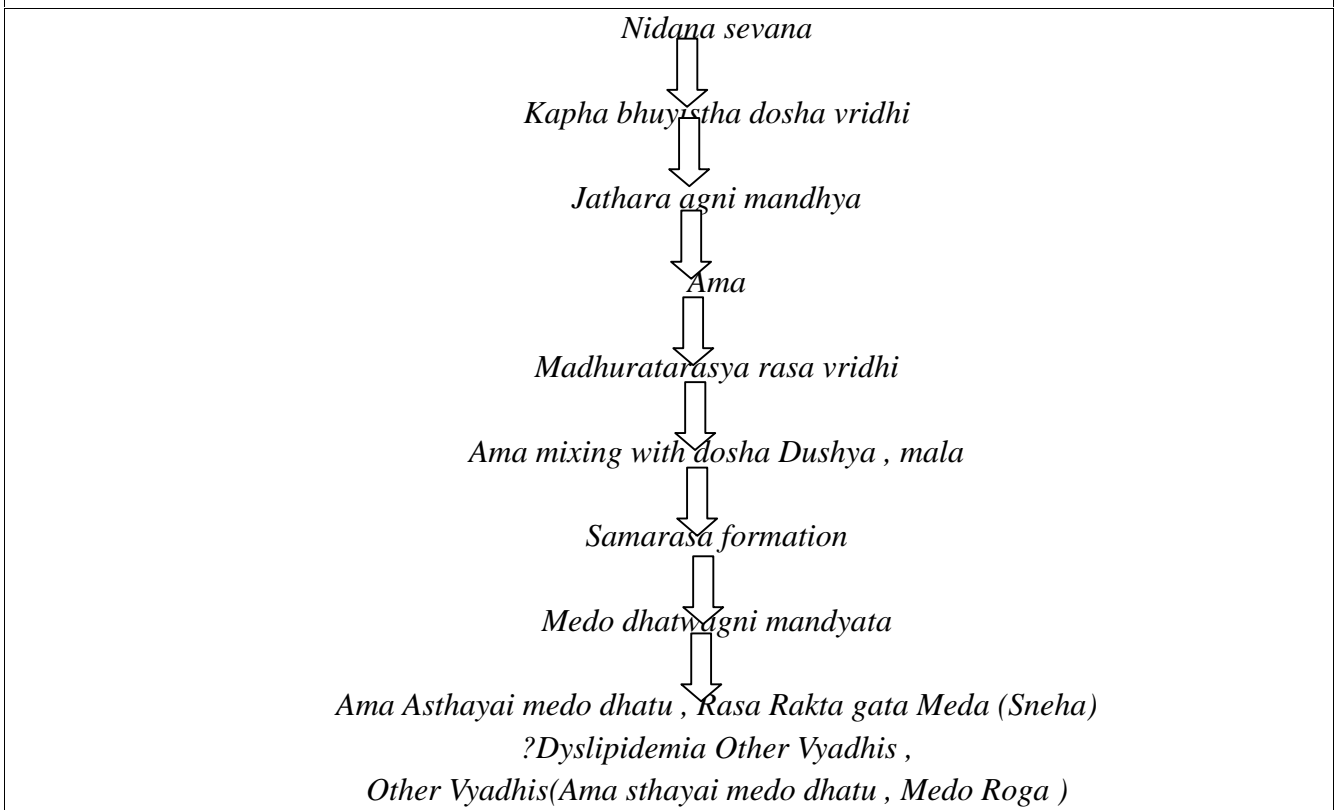 Nidana sevana
Kapha bhuyistha dosha vridhi
Jathara agni mandhya
Ama
Madhuratarasya rasa vridhi
Ama mixing with dosha Dushya , mala
Samarasa formation
Medo dhatwagni mandyata
Ama Asthayai medo dhatu , Rasa Rakta gata Meda (Sneha)
?Dyslipidemia Other Vyadhis ,
Other Vyadhis(Ama sthayai medo dhatu , Medo Roga )